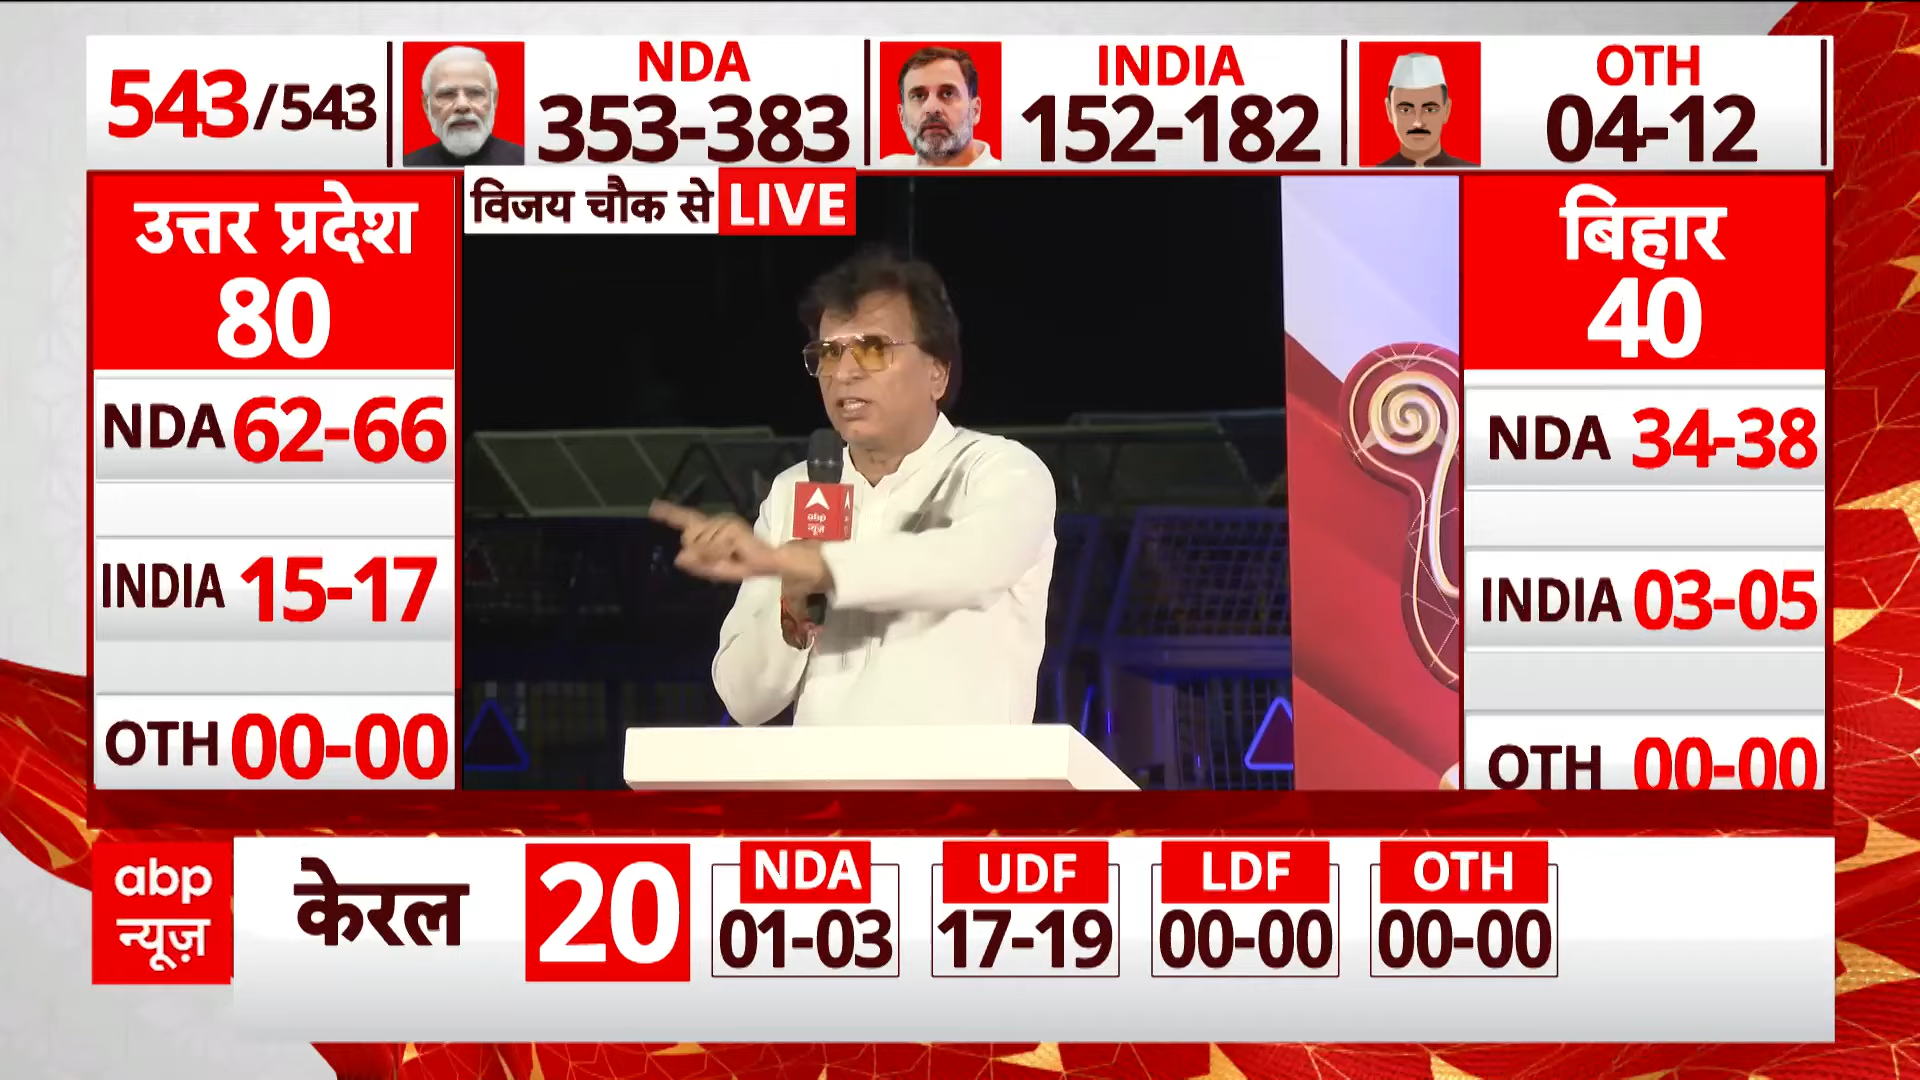 543/543
NDA
353-383
INDIA
152-182
OTH
04-12
उत्तर प्रदेश
80
NDA 62-66
INDIA 15-17
OTH 00-00
विजय चौक से LIVE
abp
न्यूज़
बिहार
40
NDA 34-38
INDIA 03-05
OTH 00-00
abp
न्यूज़
केरल
20
NDA
01-03
UDF
17-19
LDF
00-00
OTH
00-00